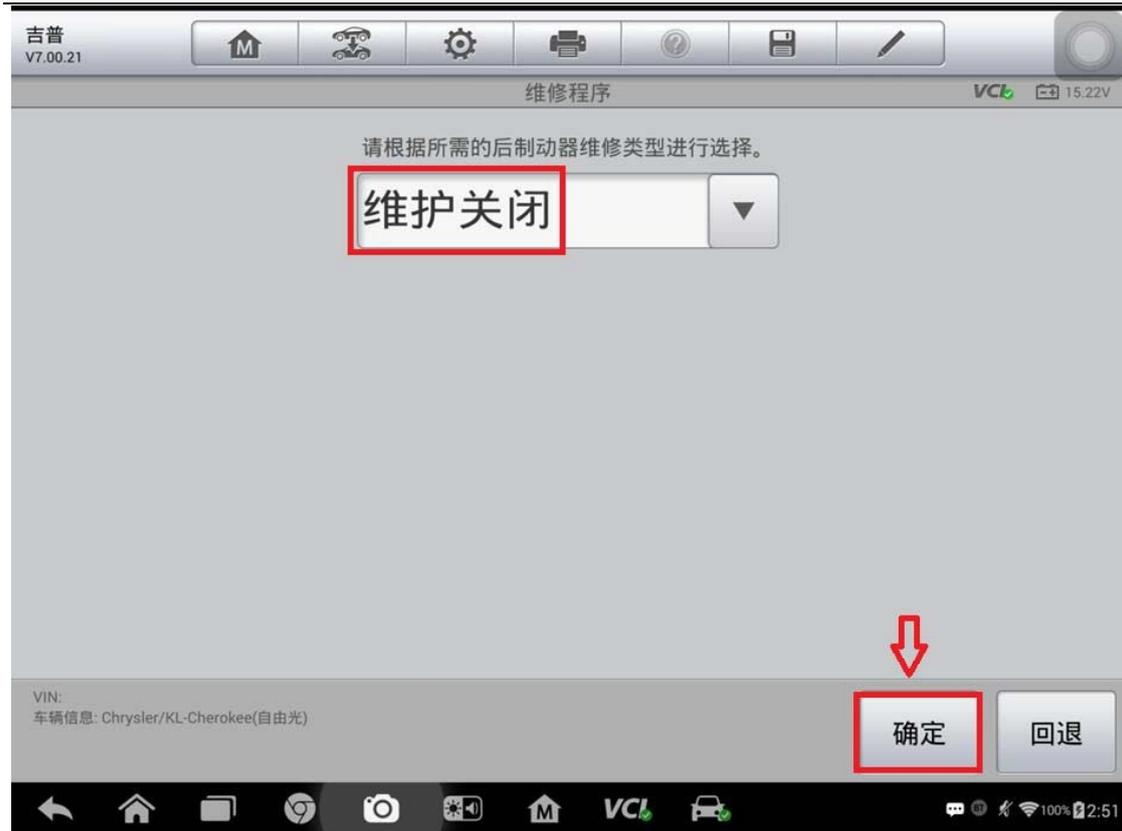 吉普
V7.00.21
M
维修程序
VCI 15.22V
请根据所需的后制动器维修类型进行选择。
维护关闭
VIN:
车辆信息: Chrysler/KL-Cherokee(自由光)
确定
回退
M VCI 100% 2:51